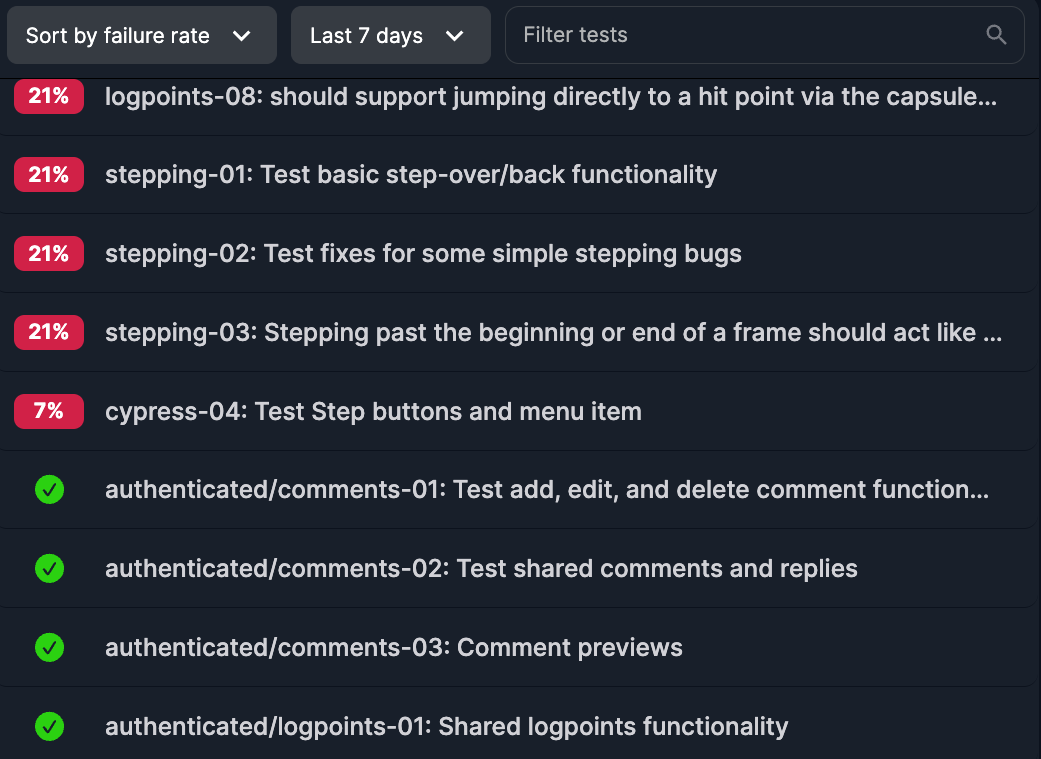 Sort by failure rate
Last 7 days
Filter tests
21% logpoints-08: should support jumping directly to a hit point via the capsule...
21% stepping-01: Test basic step-over/back functionality
21% stepping-02: Test fixes for some simple stepping bugs
21% stepping-03: Stepping past the beginning or end of a frame should act like ...
7% cypress-04: Test Step buttons and menu item
authenticated/comments-01: Test add, edit, and delete comment function...
authenticated/comments-02: Test shared comments and replies
authenticated/comments-03: Comment previews
authenticated/logpoints-01: Shared logpoints functionality